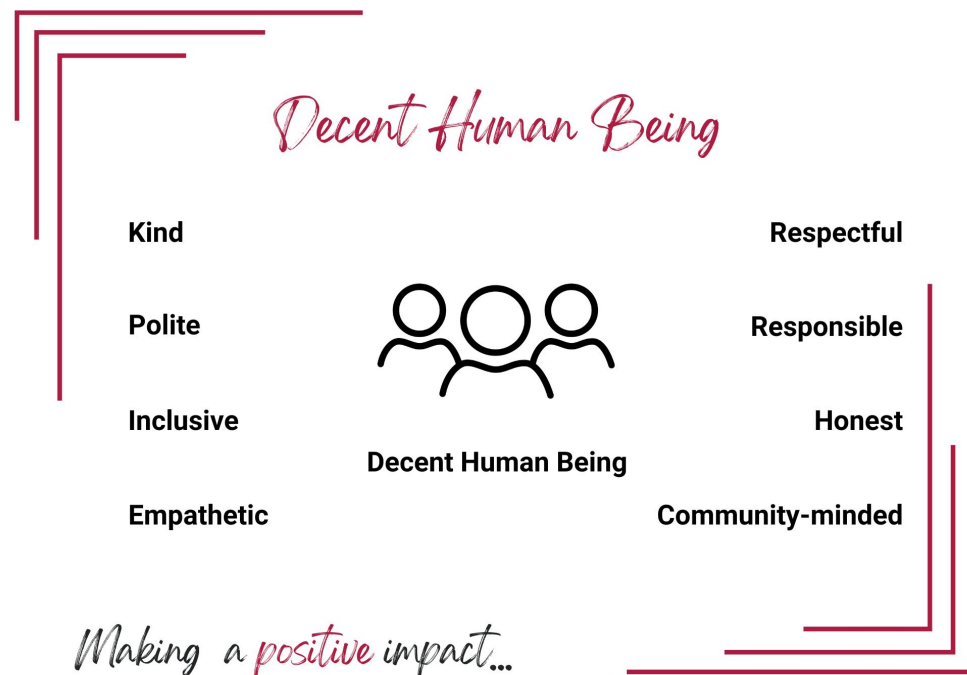 Decent Human Being
Kind
Respectful
Polite
Responsible
Inclusive
Honest
Decent Human Being
Empathetic
Community-minded
Making a positive impact...